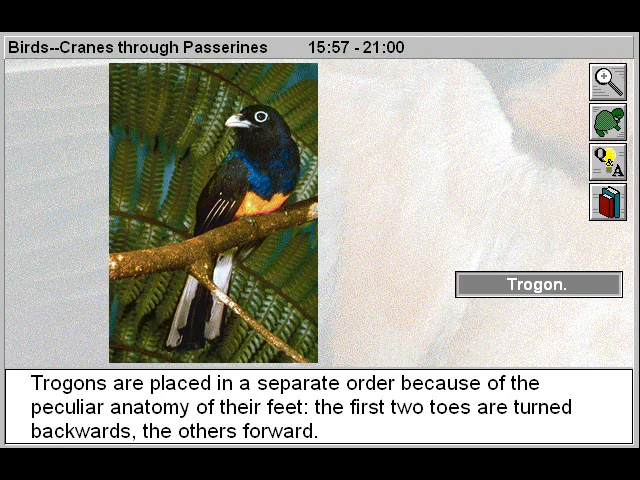 Birds--Cranes through Passerines 15:57 - 21:00
Q
&
A
Trogon.
Trogons are placed in a separate order because of the
peculiar anatomy of their feet: the first two toes are turned
backwards, the others forward.